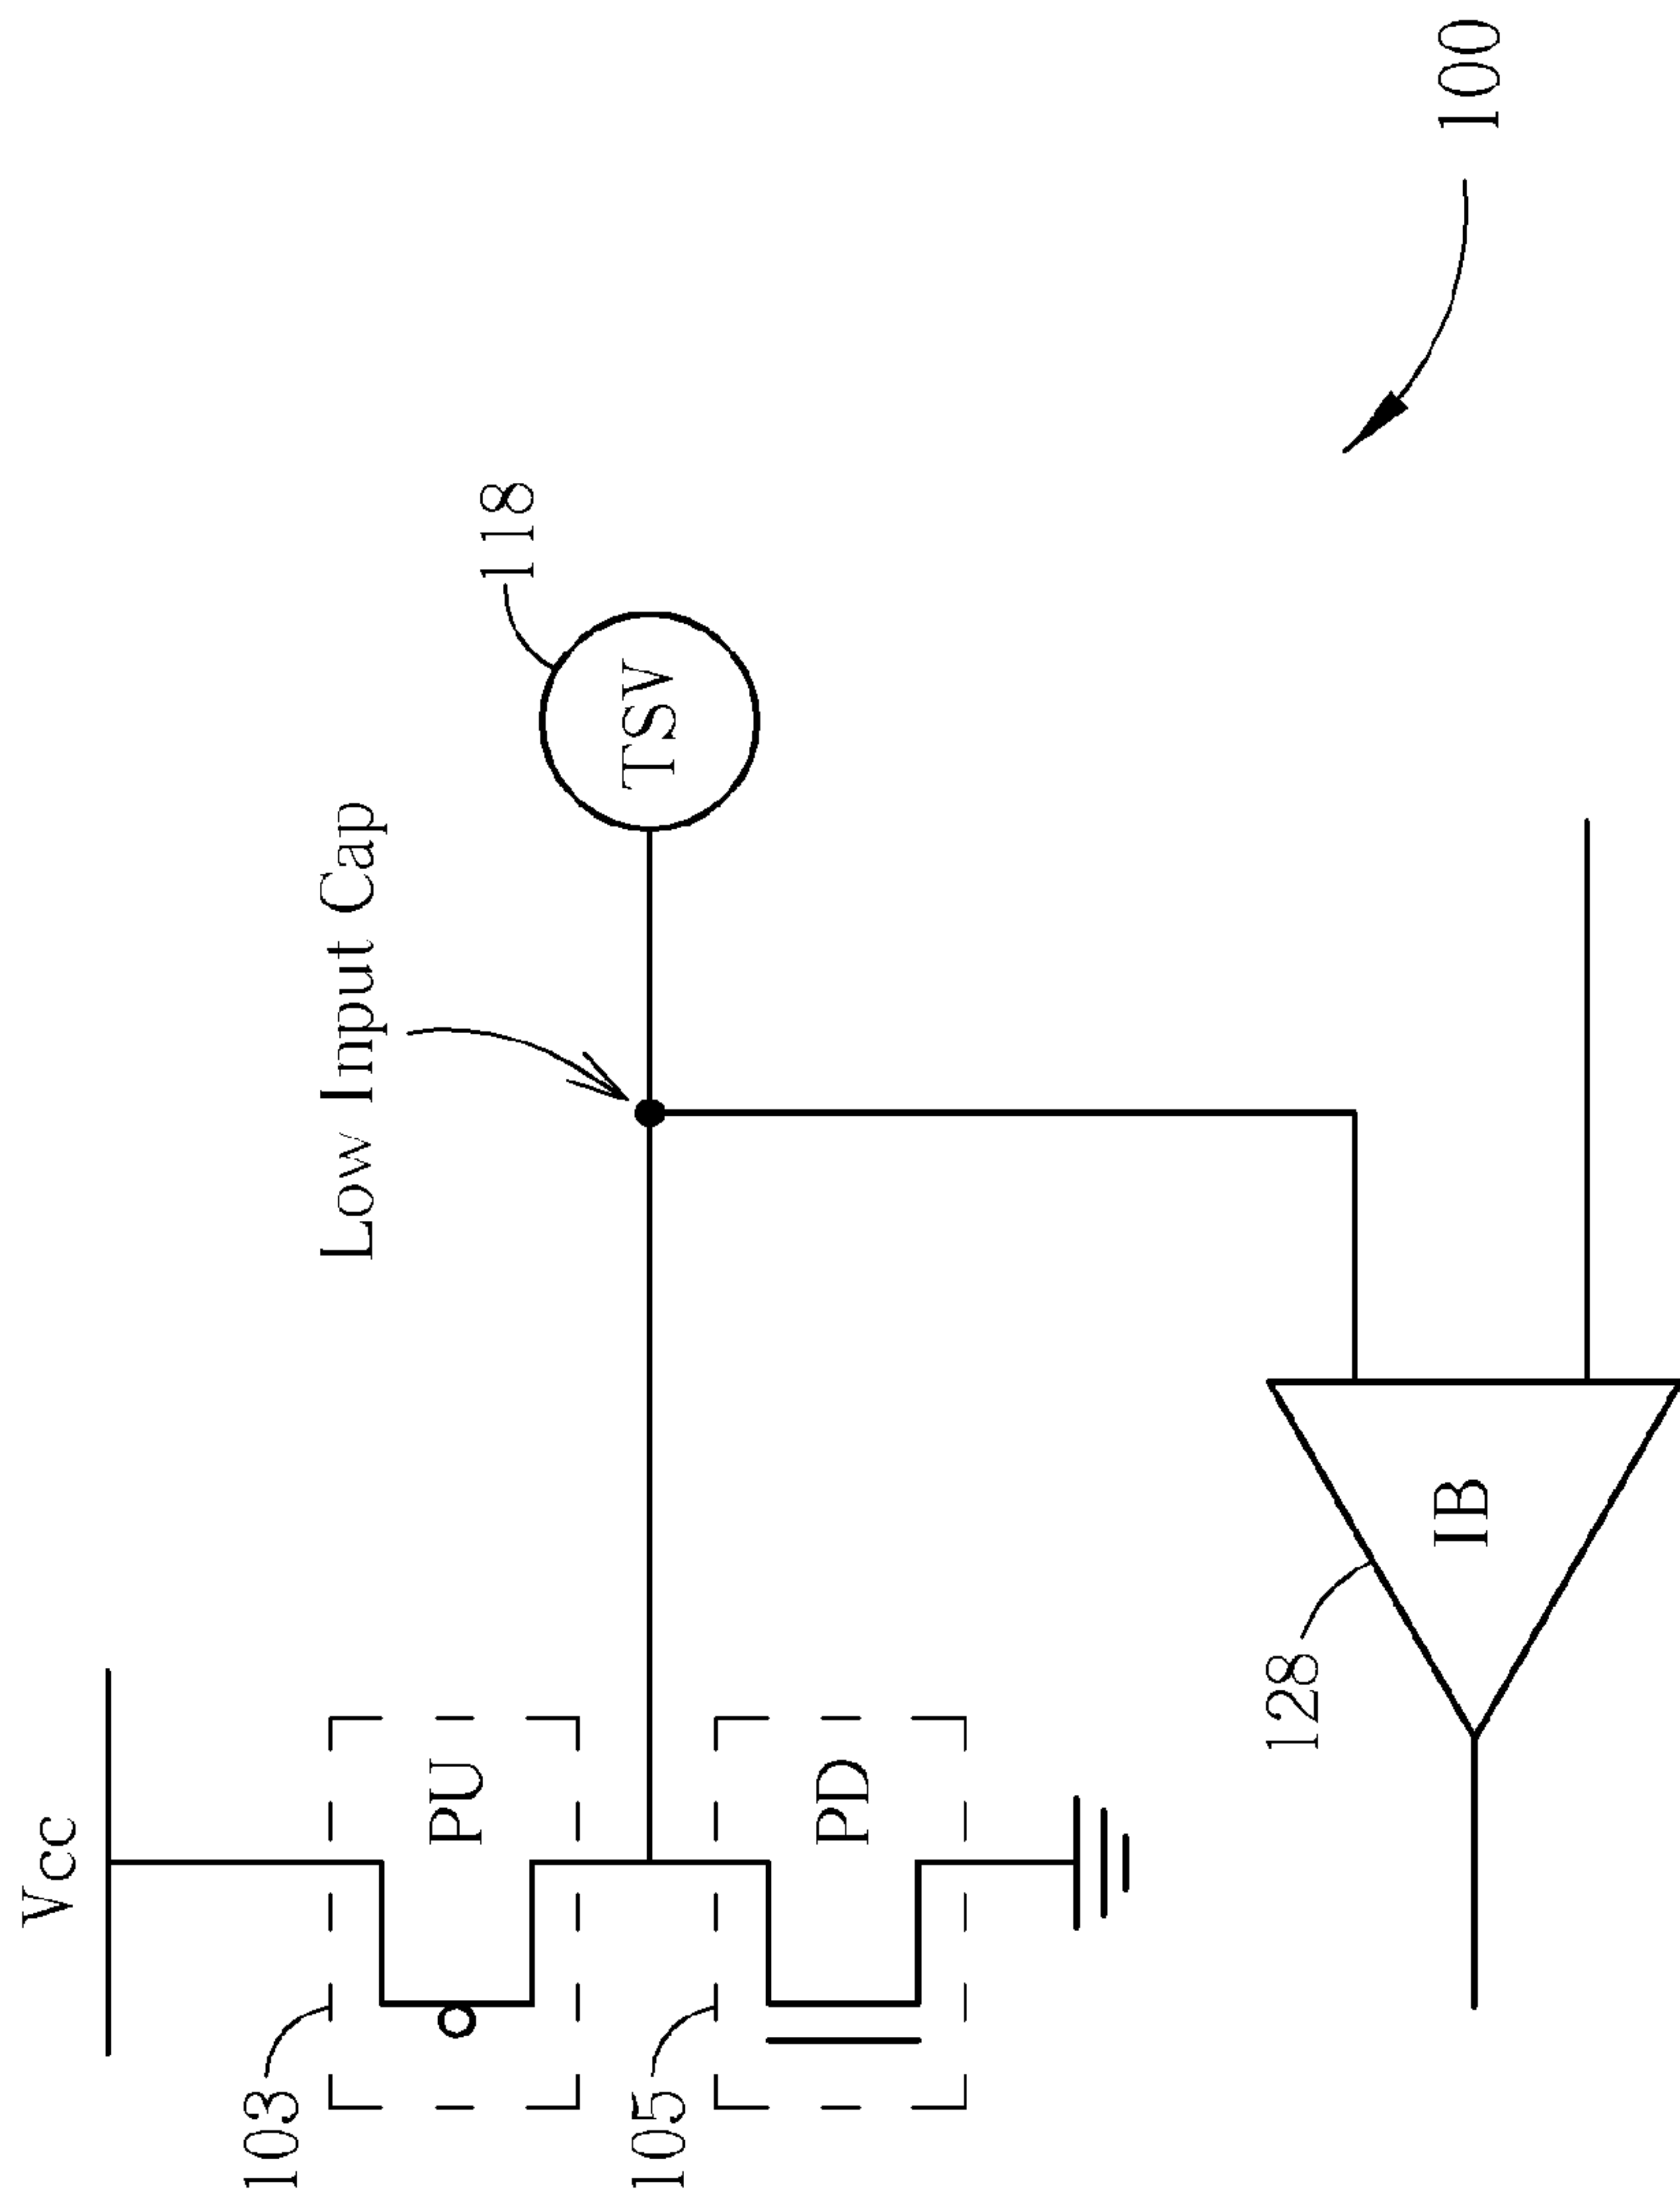 Vcc
103
PU
Low Input Cap
118
TSV
105
PD
128
IB
100